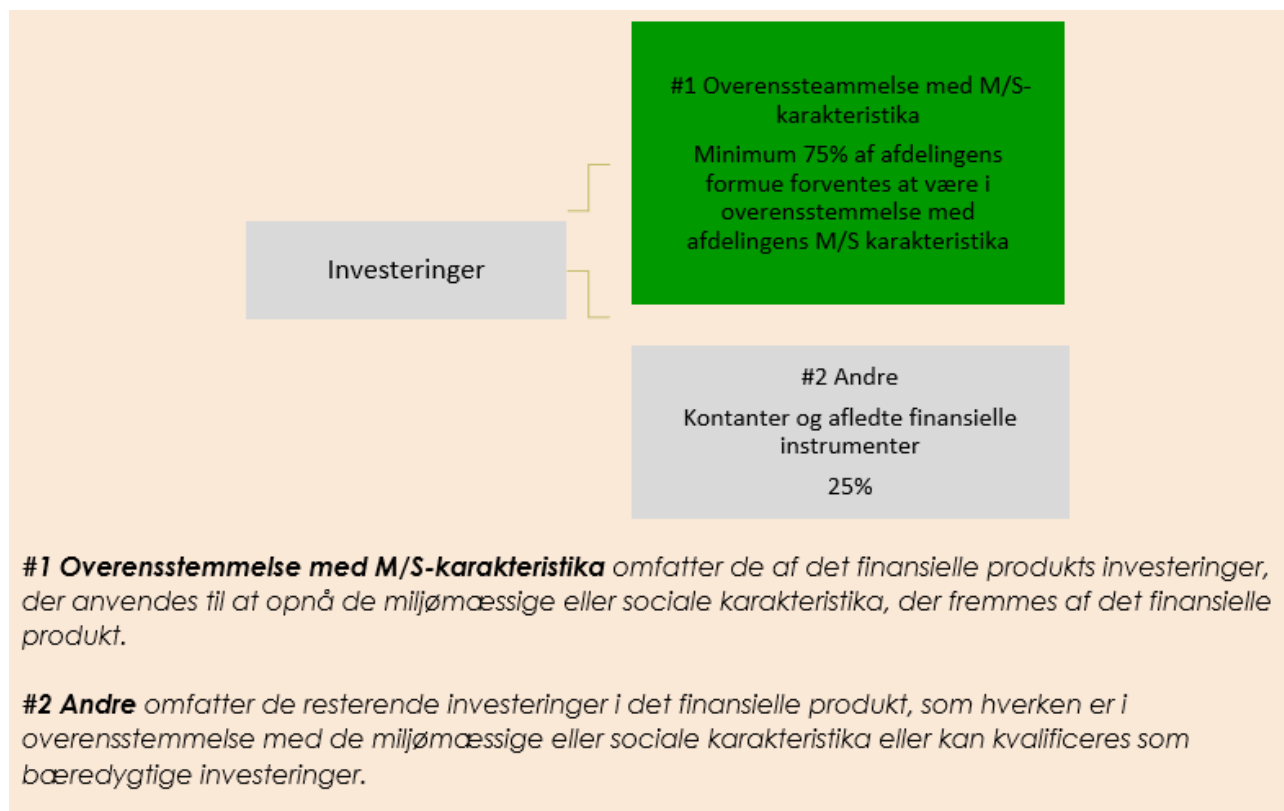 #1 Overenssteammelse med M/S-
karakteristika
Minimum 75% af afdelingens
formue forventes at være i
overensstemmelse med
afdelingens M/S karakteristika
Investeringer
#2 Andre
Kontanter og afledte finansielle
instrumenter
25%
#1 Overensstemmelse med M/S-karakteristika omfatter de af det finansielle produkts investeringer,
der anvendes til at opnå de miljømæssige eller sociale karakteristika, der fremmes af det finansielle
produkt.
#2 Andre omfatter de resterende investeringer i det finansielle produkt, som hverken er i
overensstemmelse med de miljømæssige eller sociale karakteristika eller kan kvalificeres som
bæredygtige investeringer.